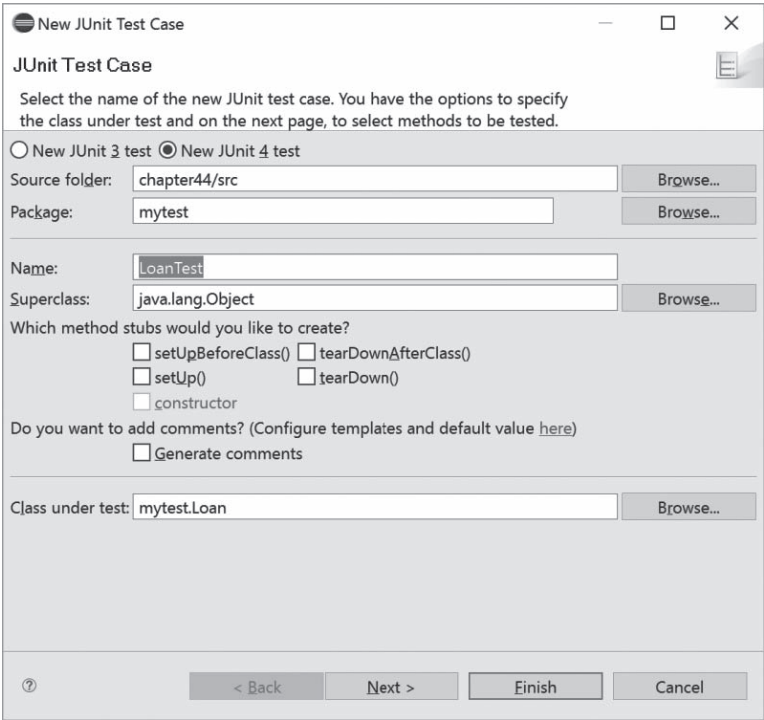 New JUnit Test Case
JUnit Test Case
Select the name of the new JUnit test case. You have the options to specify
the class under test and on the next page, to select methods to be tested.
New JUnit 3 test New JUnit 4 test
Source folder: chapter44/src Browse...
Package: mytest Browse...
Name: LoanTest
Superclass: java.lang.Object Browse...
Which method stubs would you like to create?
setUpBeforeClass() tearDownAfterClass()
setUp() tearDown()
constructor
Do you want to add comments? (Configure templates and default value here)
Generate comments
Class under test: mytest.Loan Browse...
? < Back Next > Finish Cancel